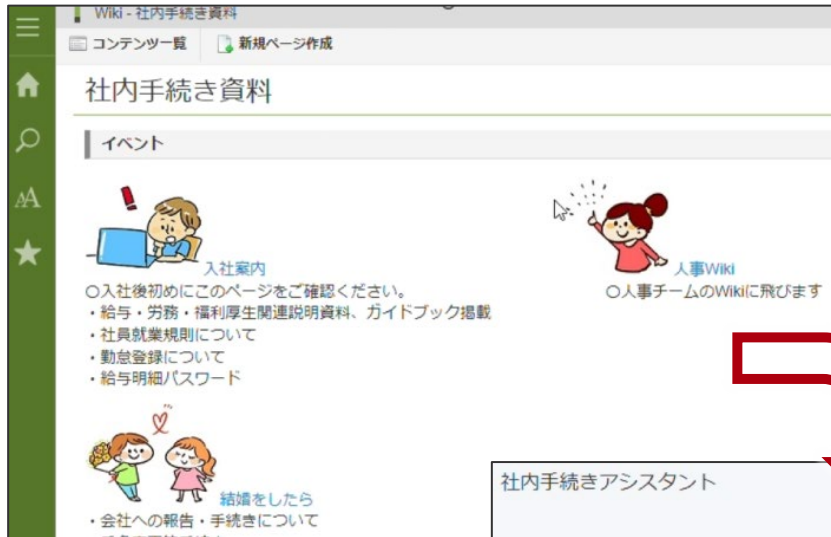 Wiki - 社内手続き資料
コンテンツ一覧 新規ページ作成
社内手続き資料
イベント
入社案内
○入社後初めにこのページをご確認ください。
・給与・労務・福利厚生関連説明資料、ガイドブック掲載
・社員就業規則について
・勤怠登録について
・給与明細パスワード
人事Wiki
○人事チームのWikiに飛びます
結婚をしたら
・会社への報告・手続きについて
社内手続きアシスタント